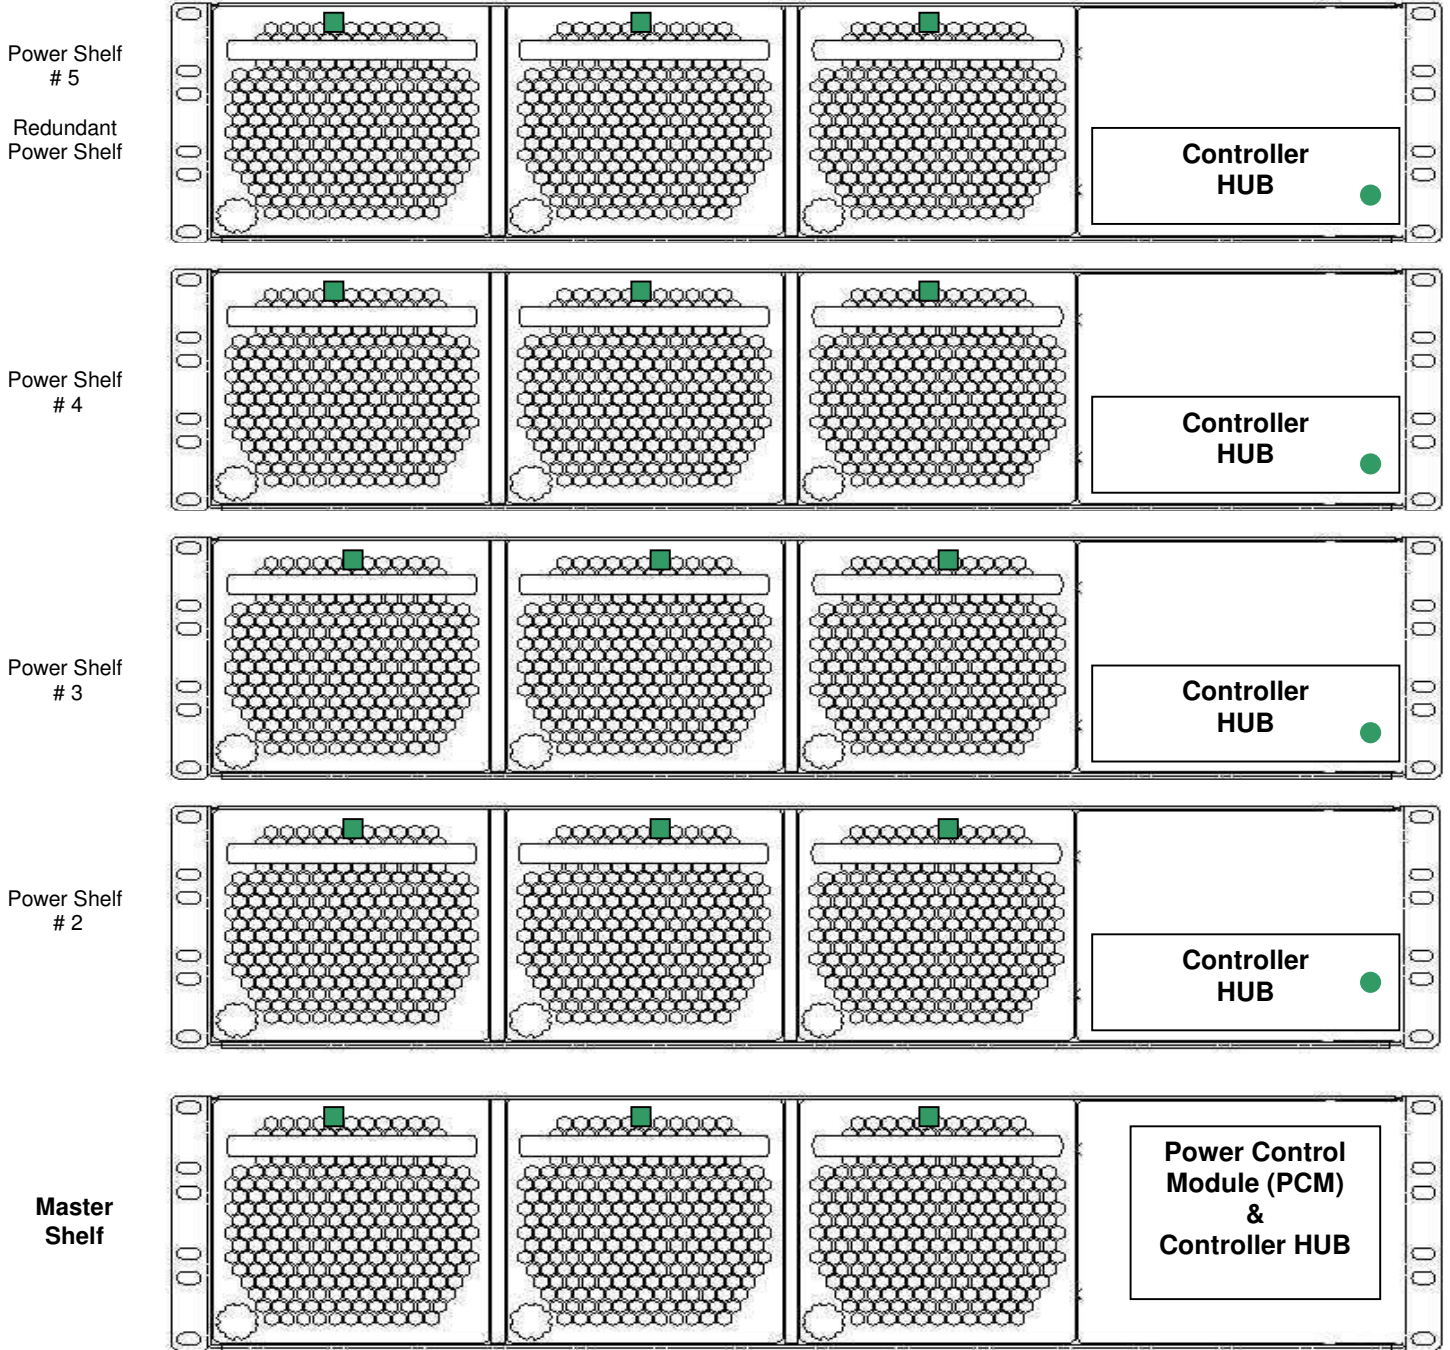 Power Shelf
# 5
Redundant
Power Shelf
Controller
HUB
Power Shelf
# 4
Controller
HUB
Power Shelf
# 3
Controller
HUB
Power Shelf
# 2
Controller
HUB
Master
Shelf
Power Control
Module (PCM)
&
Controller HUB